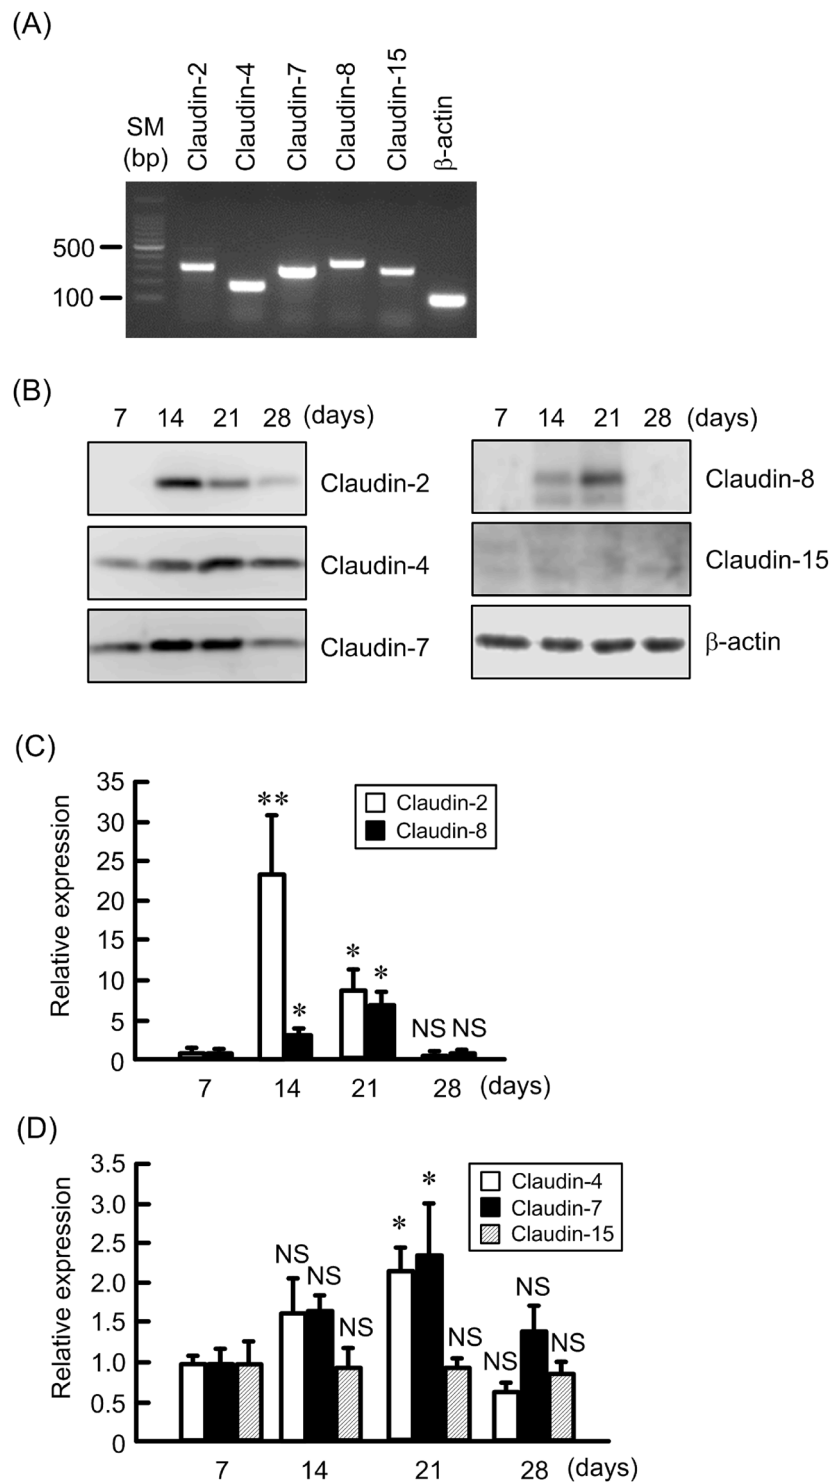 (A)
SM
(bp)
Claudin-2
Claudin-4
Claudin-7
Claudin-8
Claudin-15
β-actin
500
100
(B)
7 14 21 28 (days)
Claudin-2
Claudin-4
Claudin-7
7 14 21 28 (days)
Claudin-8
Claudin-15
β-actin
(C)
Relative expression
35
30
25
20
15
10
5
0
Claudin-2
Claudin-8
**
*
* *
NS NS
7 14 21 28 (days)
(D)
Relative expression
3.5
3.0
2.5
2.0
1.5
1.0
0.5
0
Claudin-4
Claudin-7
Claudin-15
NS NS NS
* * NS
NS NS NS
7 14 21 28 (days)